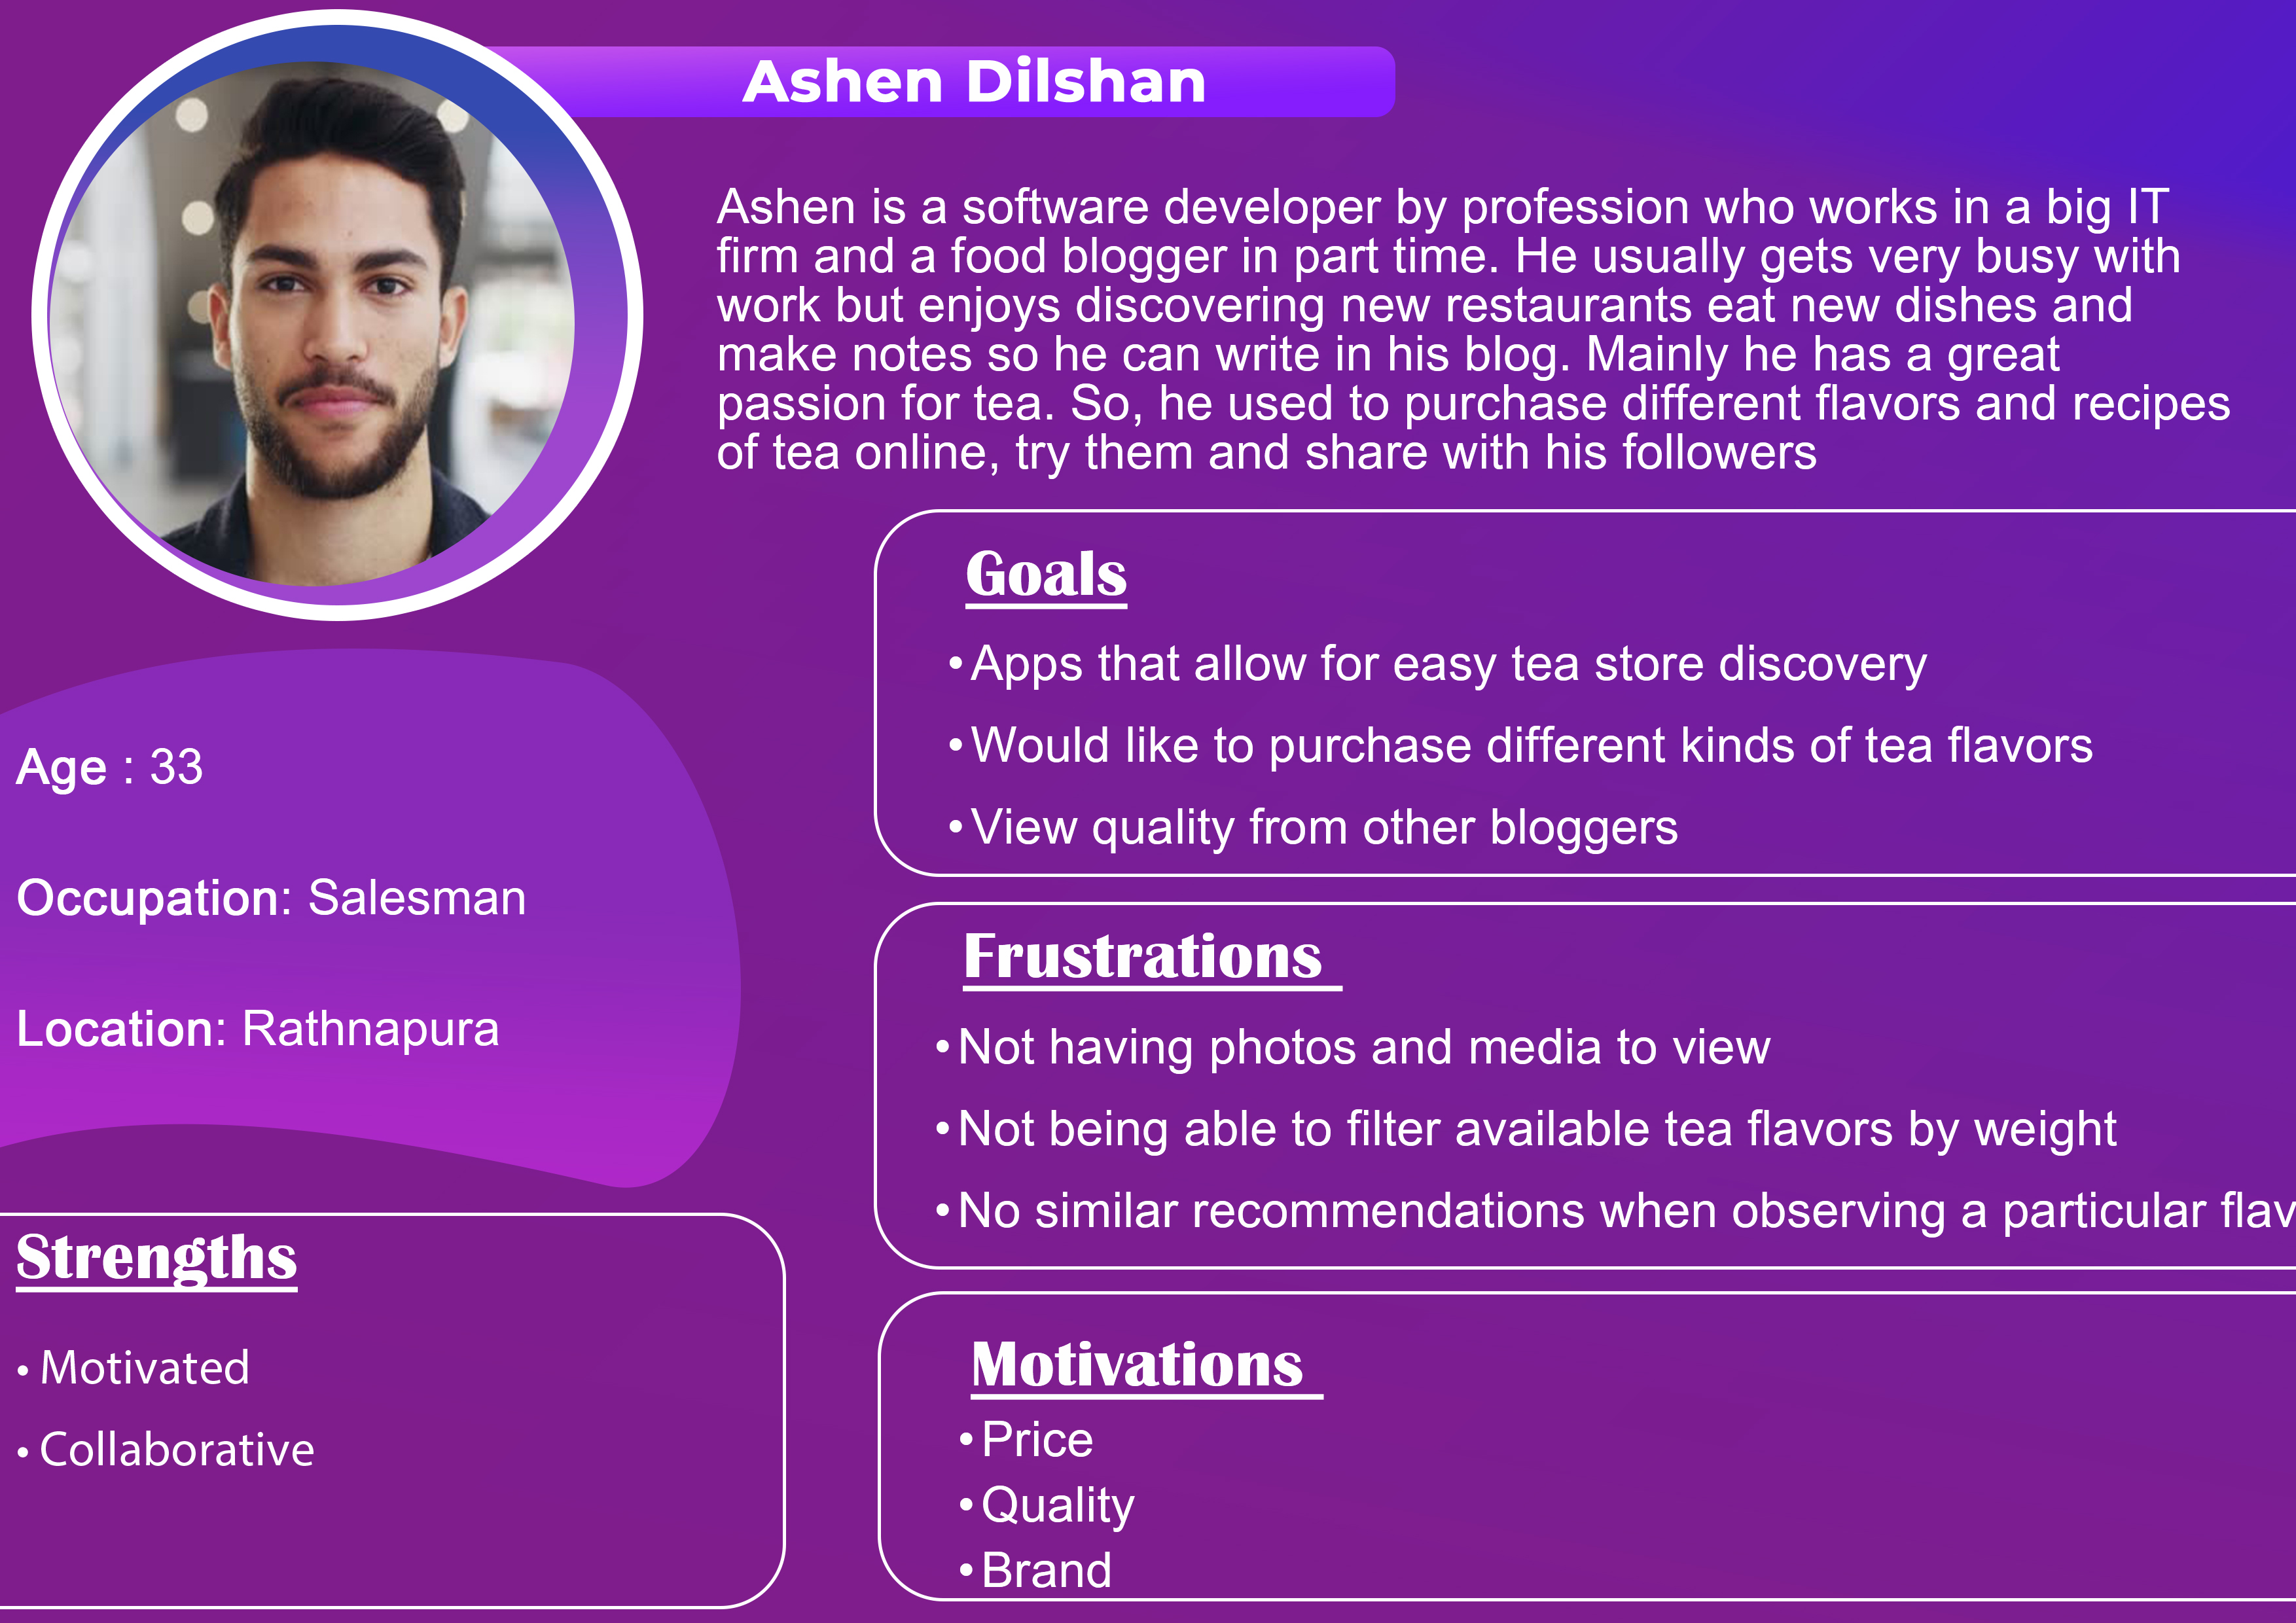 Ashen Dilshan
Ashen is a software developer by profession who works in a big IT
firm and a food blogger in part time. He usually gets very busy with
work but enjoys discovering new restaurants eat new dishes and
make notes so he can write in his blog. Mainly he has a great
passion for tea. So, he used to purchase different flavors and recipes
of tea online, try them and share with his followers
Age : 33
Occupation: Salesman
Location: Rathnapura
Strengths
• Motivated
• Collaborative
Goals
• Apps that allow for easy tea store discovery
• Would like to purchase different kinds of tea flavors
• View quality from other bloggers
Frustrations
• Not having photos and media to view
• Not being able to filter available tea flavors by weight
• No similar recommendations when observing a particular flav
Motivations
• Price
• Quality
• Brand